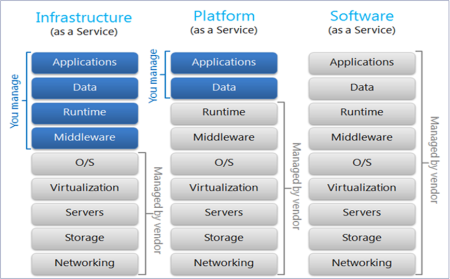 Infrastructure
(as a Service)
You manage
Applications
Data
Runtime
Middleware
O/S
Virtualization
Servers
Storage
Networking
Managed by vendor
Platform
(as a Service)
You manage
Applications
Data
Runtime
Middleware
O/S
Virtualization
Servers
Storage
Networking
Managed by vendor
Software
(as a Service)
Applications
Data
Runtime
Middleware
O/S
Virtualization
Servers
Storage
Networking
Managed by vendor